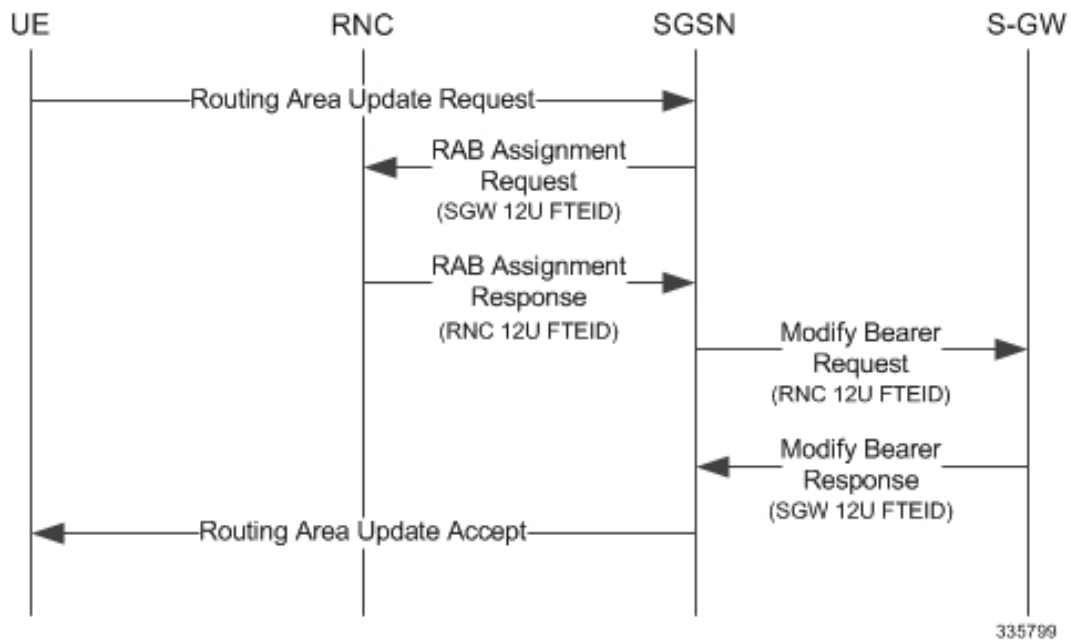 UE RNC SGSN S-GW
Routing Area Update Request
RAB Assignment
Request
(SGW 12U FTEID)
RAB Assignment
Response
(RNC 12U FTEID)
Modify Bearer
Request
(RNC 12U FTEID)
Modify Bearer
Response
(SGW 12U FTEID)
Routing Area Update Accept
335799